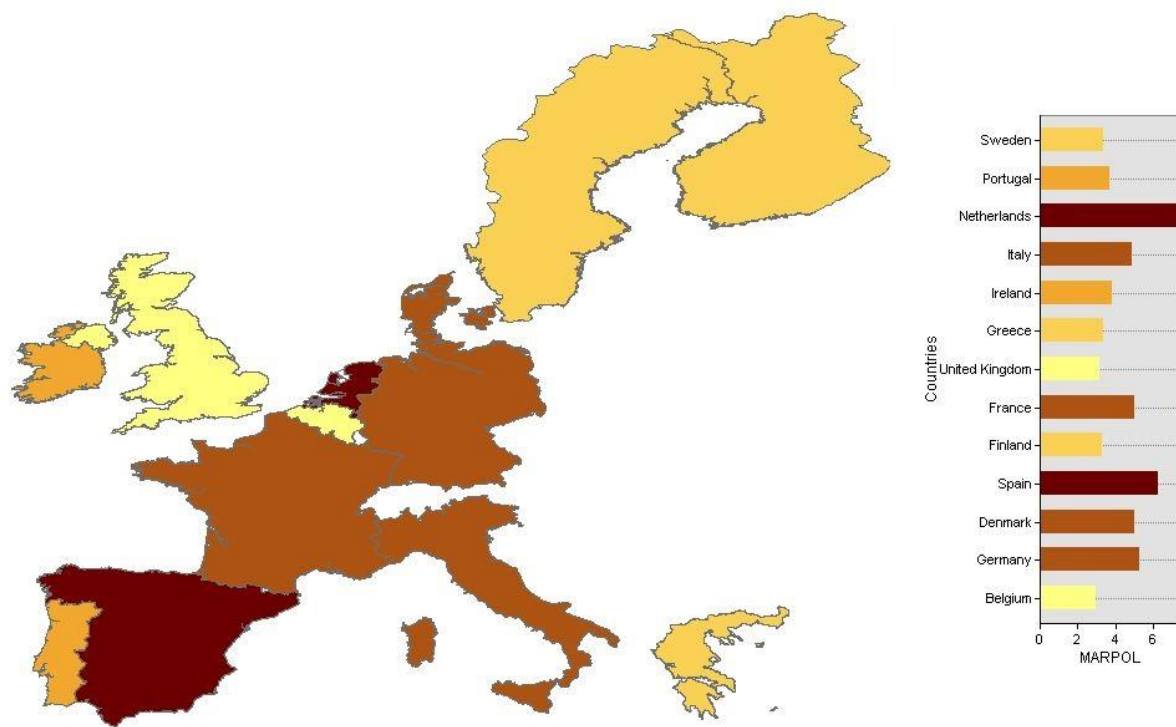 Sweden
Portugal
Netherlands
Italy
Ireland
Greece
United Kingdom
France
Finland
Spain
Denmark
Germany
Belgium
Countries
0 2 4 6
MARPOL